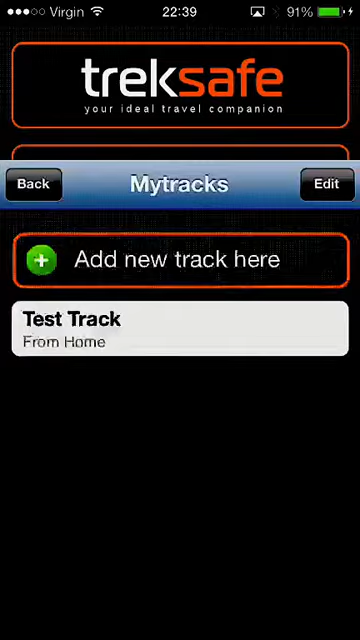 Virgin 22:39 91%
treksafe
your ideal travel companion
Back Mytracks Edit
Add new track here
Test Track
From Home